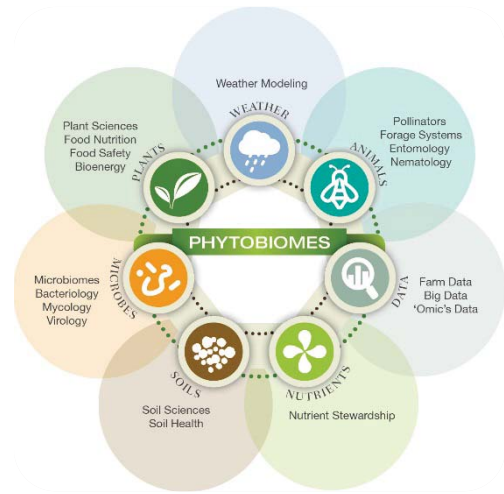 Weather Modeling
WEATHER
Plant Sciences
Food Nutrition
Food Safety
Bioenergy
PLANTS
Pollinators
Forage Systems
Entomology
Nematology
ANIMALS
PHYTOBIOMES
Microbiomes
Bacteriology
Mycology
Virology
MICROBES
Farm Data
Big Data
'Omic's Data
DATA
SOILS
Soil Sciences
Soil Health
NUTRIENTS
Nutrient Stewardship